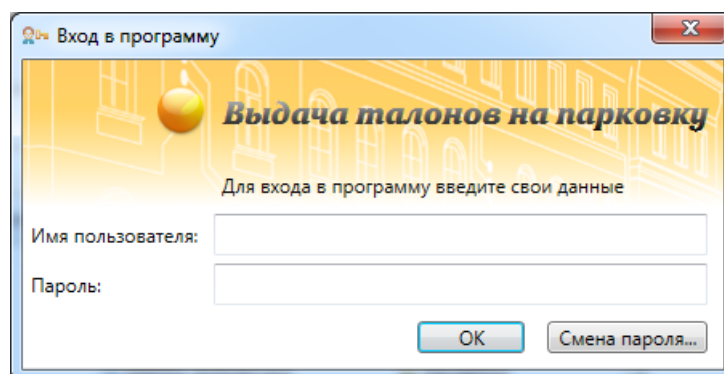 Вход в программу
Выдача талонов на парковку
Для входа в программу введите свои данные
Имя пользователя:
Пароль:
OK
Смена пароля...